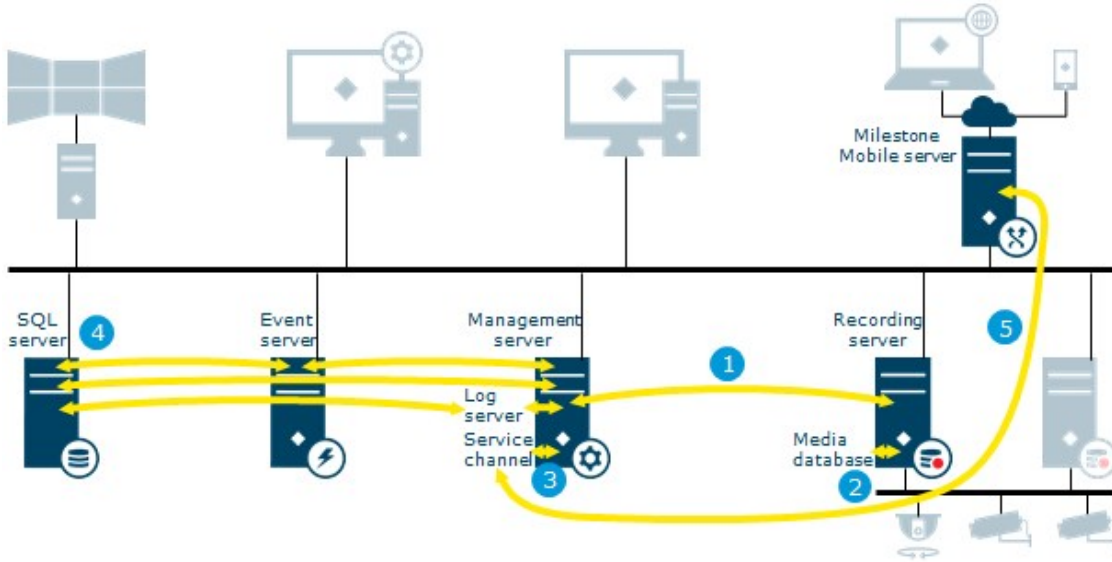 Milestone
Mobile server
SQL
server
4
Event
server
Management
server
1
Recording
server
5
Log
server
Service
channel
3
Media
database
2